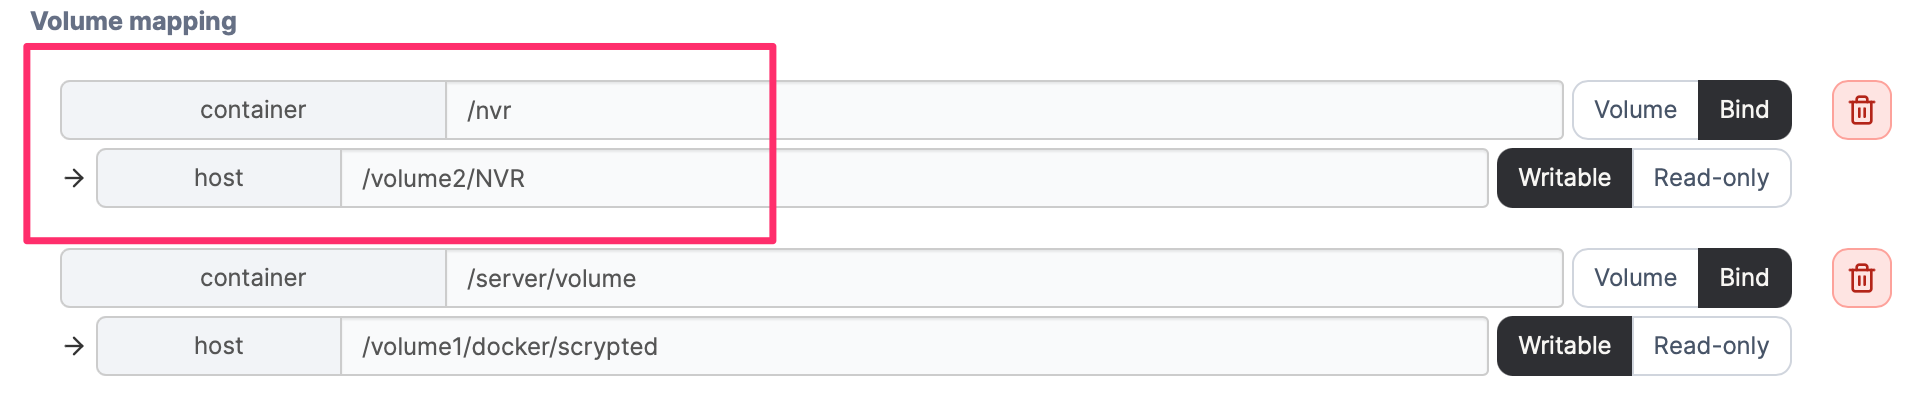 Volume mapping
container /nvr Volume Bind
→ host /volume2/NVR Writable Read-only
container /server/volume Volume Bind
→ host /volume1/docker/scrypted Writable Read-only